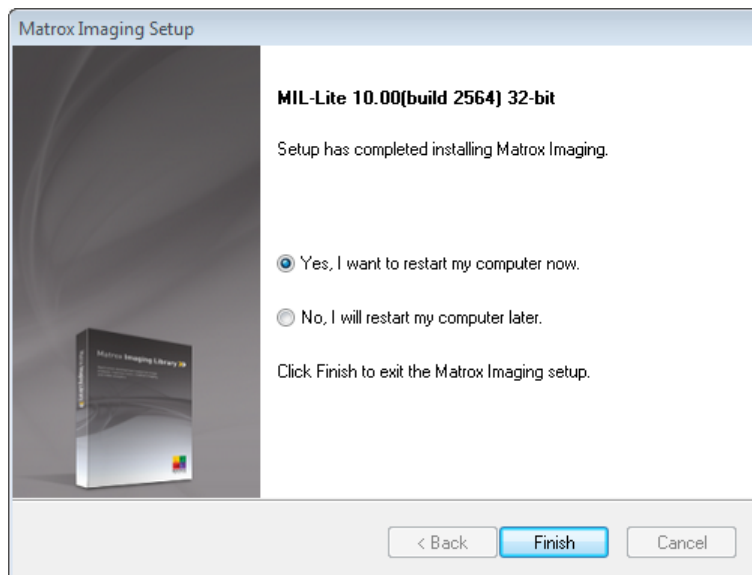 Matrox Imaging Setup
MIL-Lite 10.00(build 2564) 32-bit
Setup has completed installing Matrox Imaging.
Yes, I want to restart my computer now.
No, I will restart my computer later.
Matrox Imaging Library
Click Finish to exit the Matrox Imaging setup.
< Back
Finish
Cancel